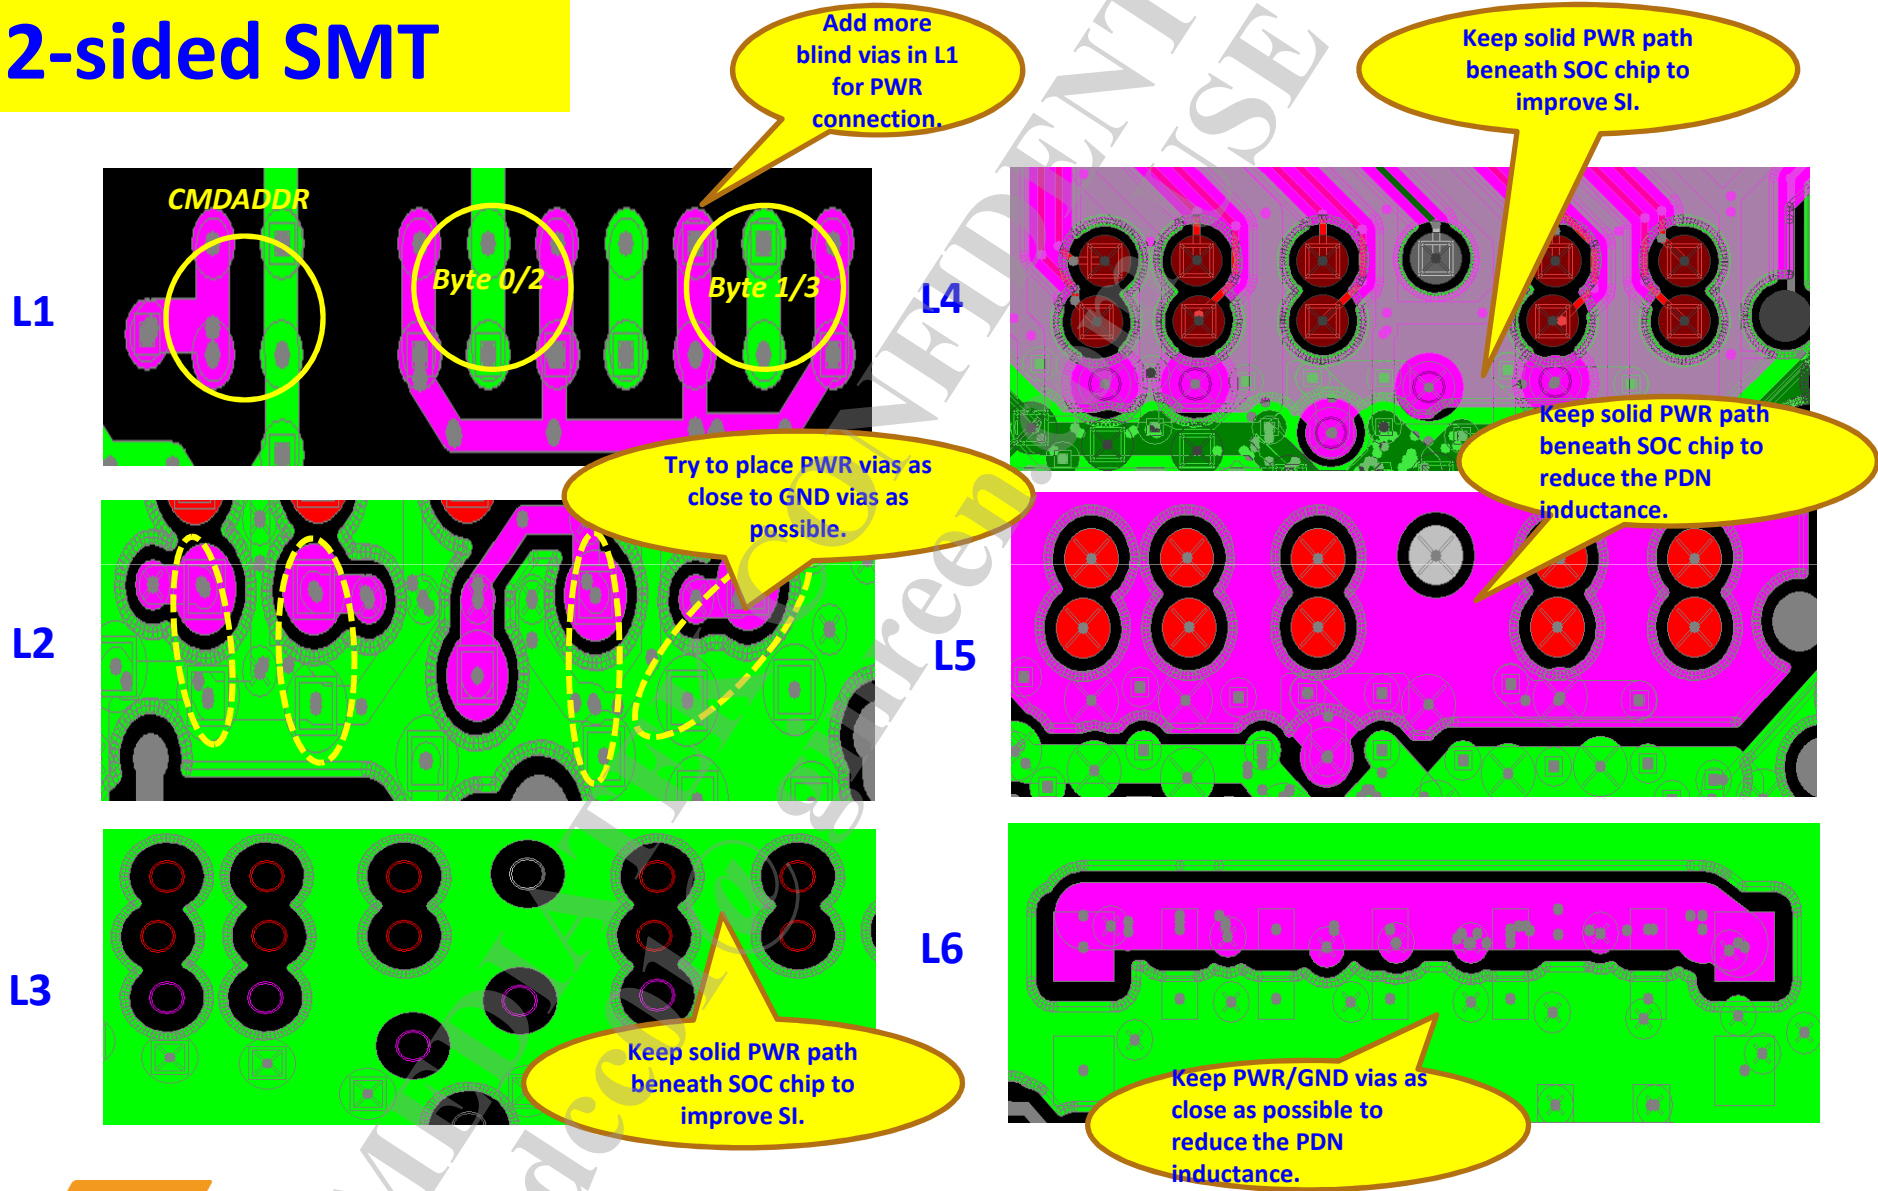 2-sided SMT
Add more
blind vias in L1
for PWR
connection.
Keep solid PWR path
beneath SOC chip to
improve SI.
L1
CMDADDR
Byte 0/2
Byte 1/3
L4
Try to place PWR vias as
close to GND vias as
possible.
Keep solid PWR path
beneath SOC chip to
reduce the PDN
inductance.
L2
L5
L3
Keep solid PWR path
beneath SOC chip to
improve SI.
L6
Keep PWR/GND vias as
close as possible to
reduce the PDN
inductance.